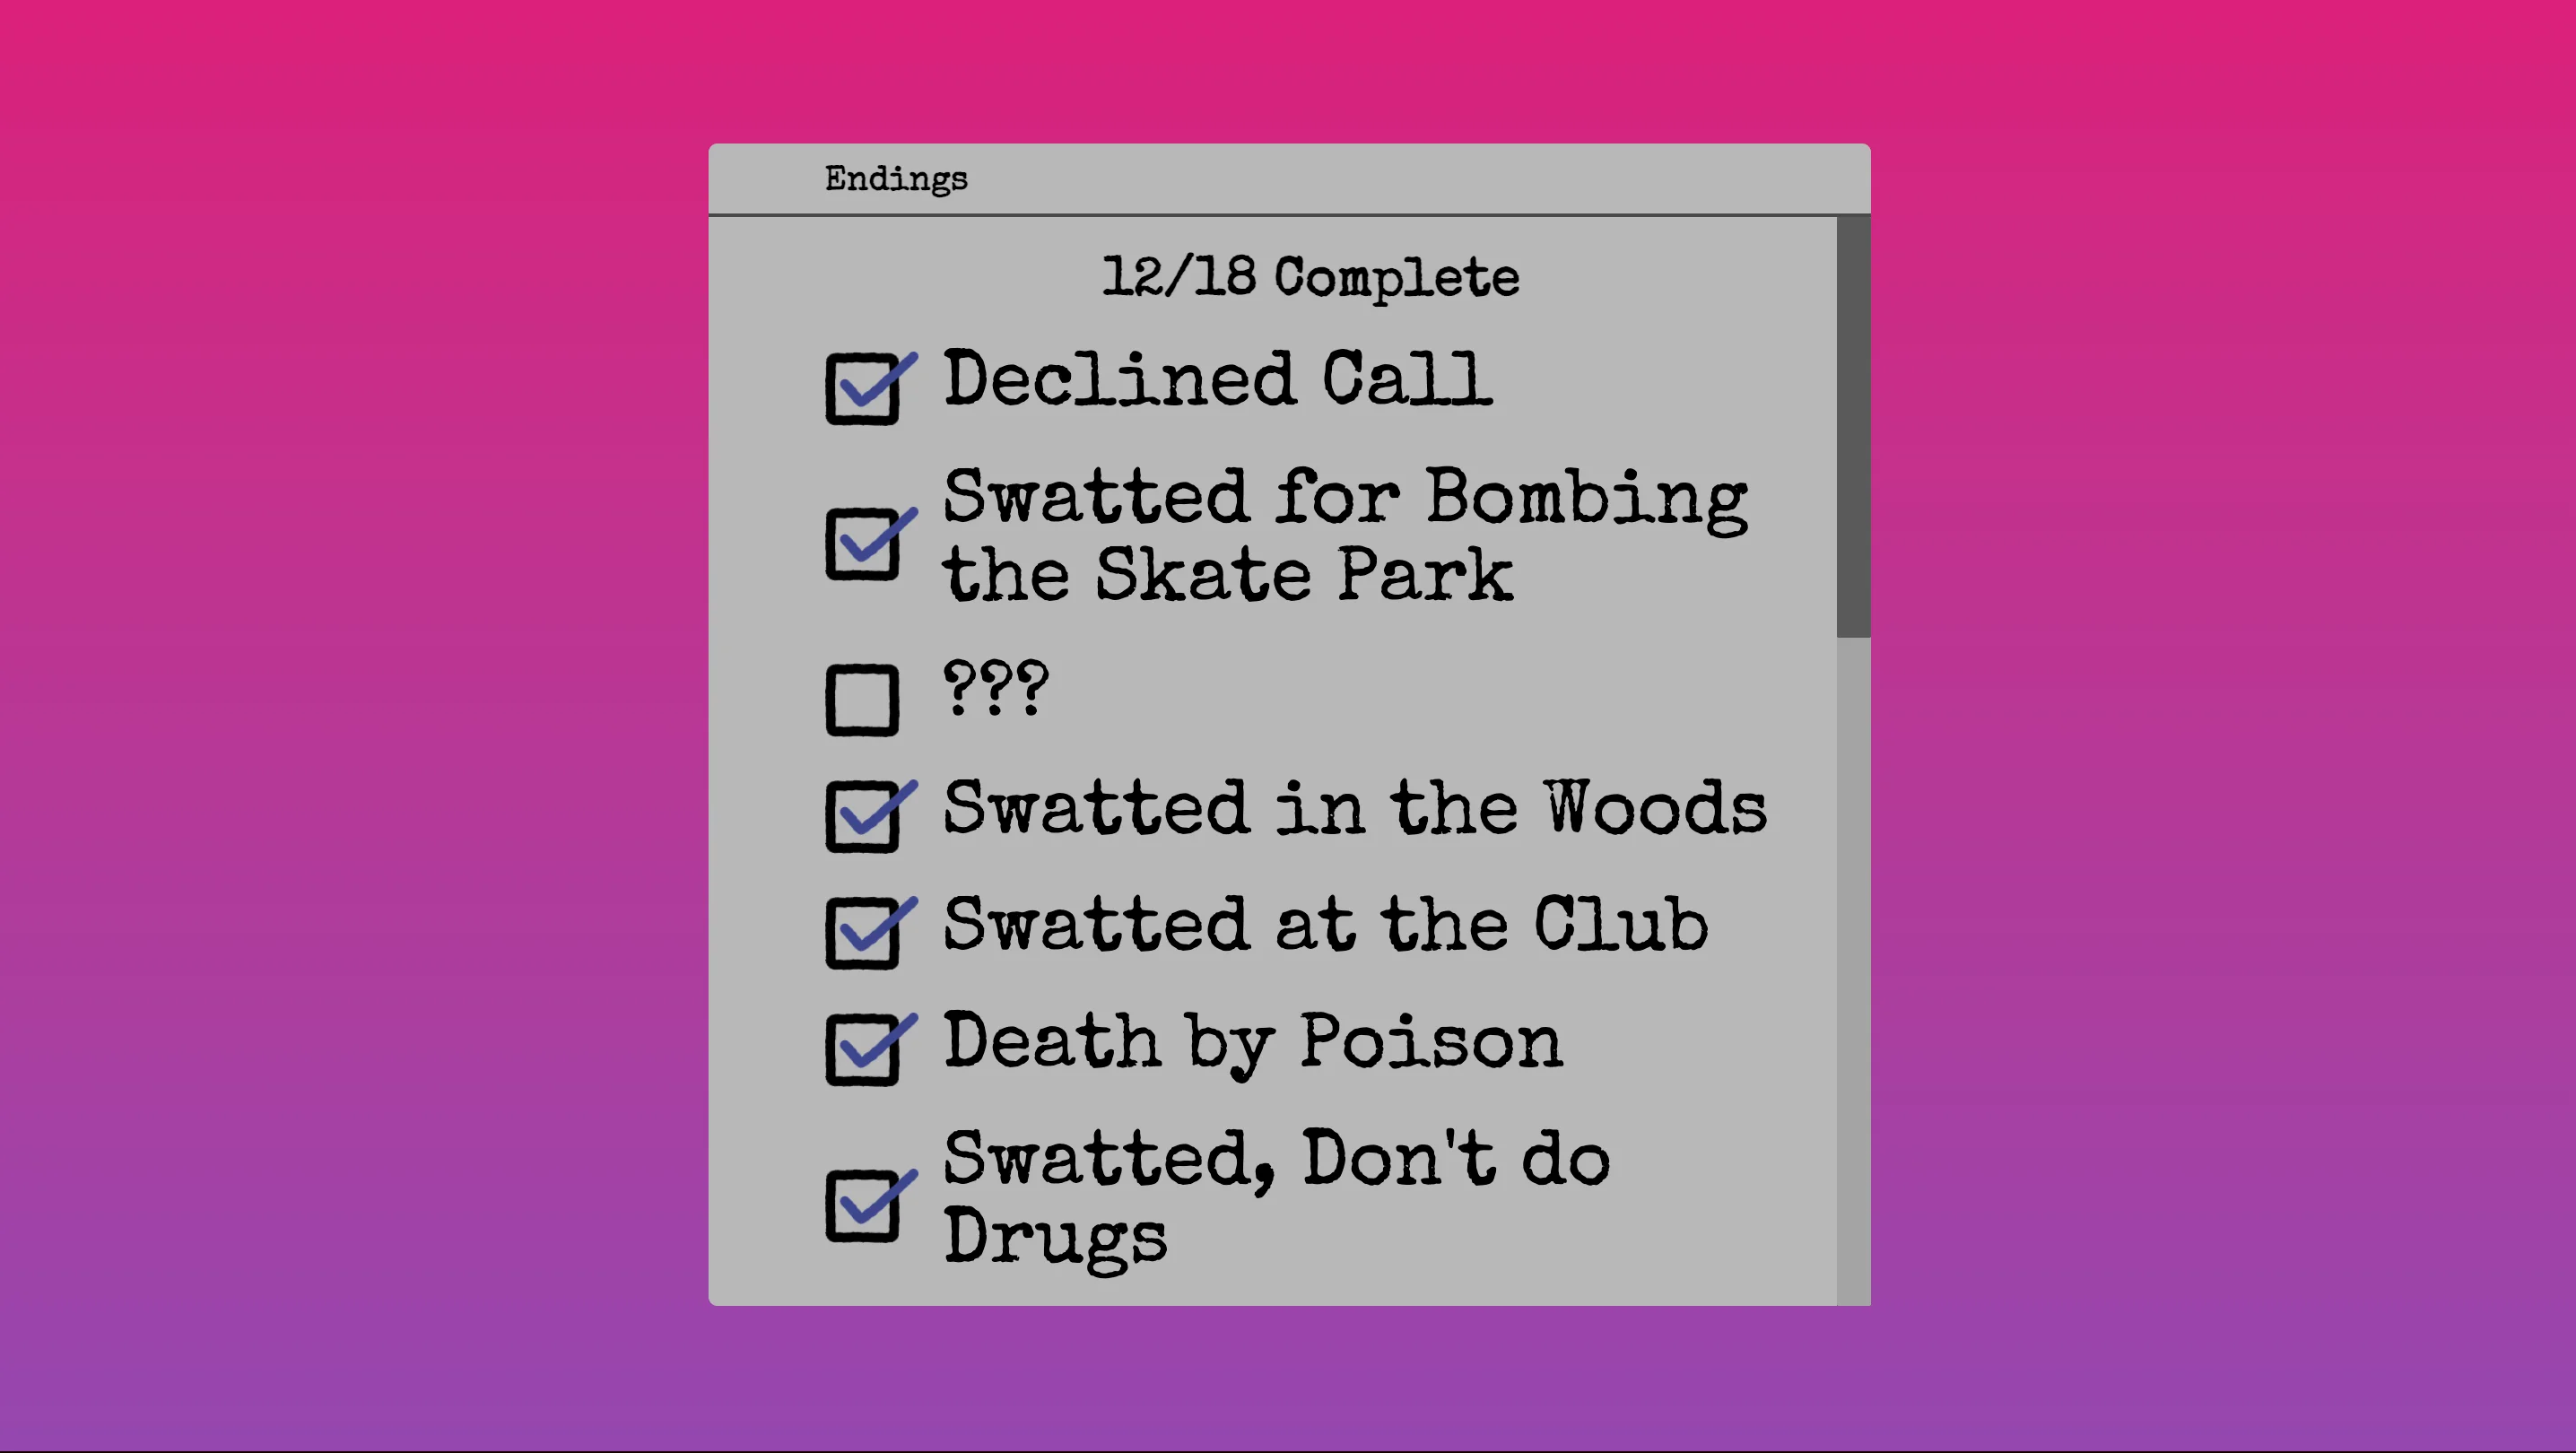 Endings
12/18 Complete
Declined Call
Swatted for Bombing
the Skate Park
???
Swatted in the Woods
Swatted at the Club
Death by Poison
Swatted, Don't do
Drugs